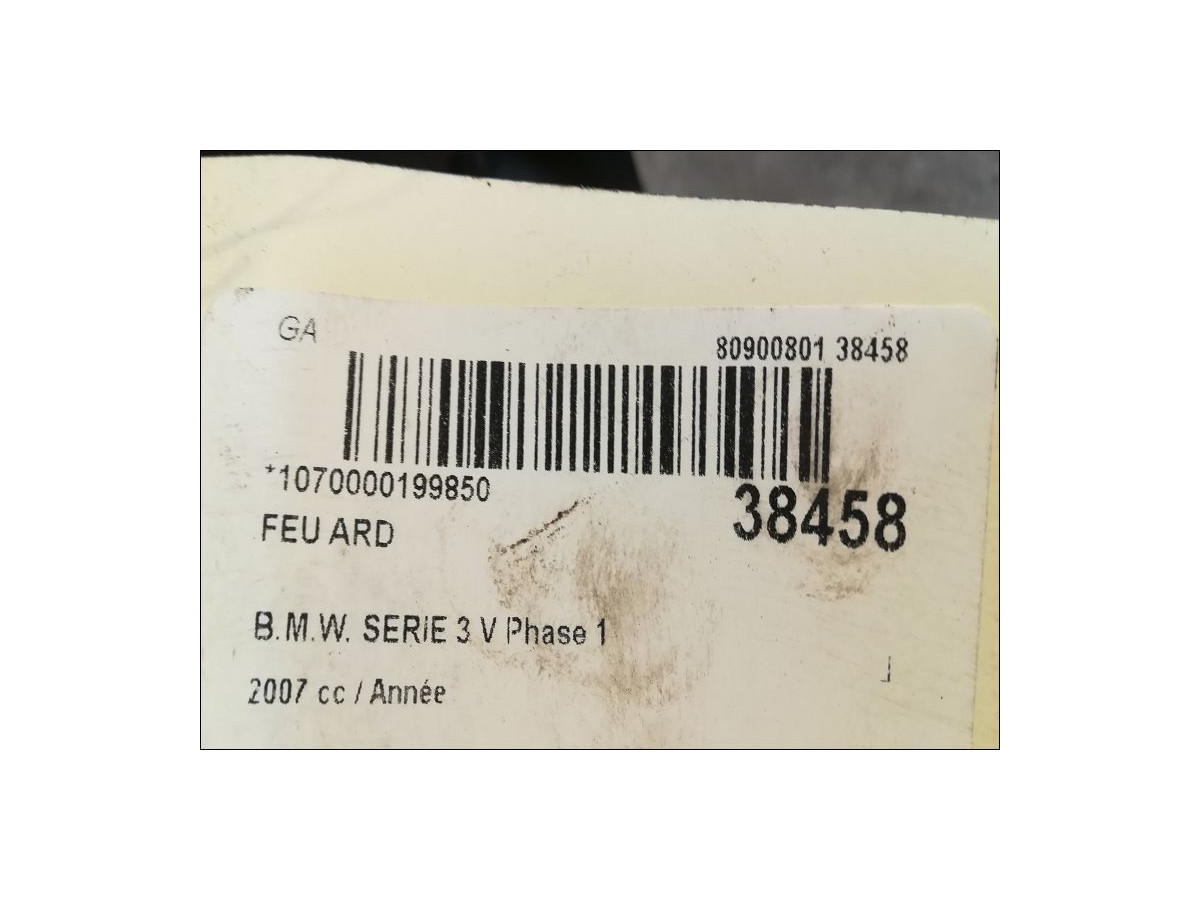 GA
80900801 38458
*1070000199850
38458
FEU ARD
B.M.W. SERIE 3 V Phase 1
2007 cc / Année